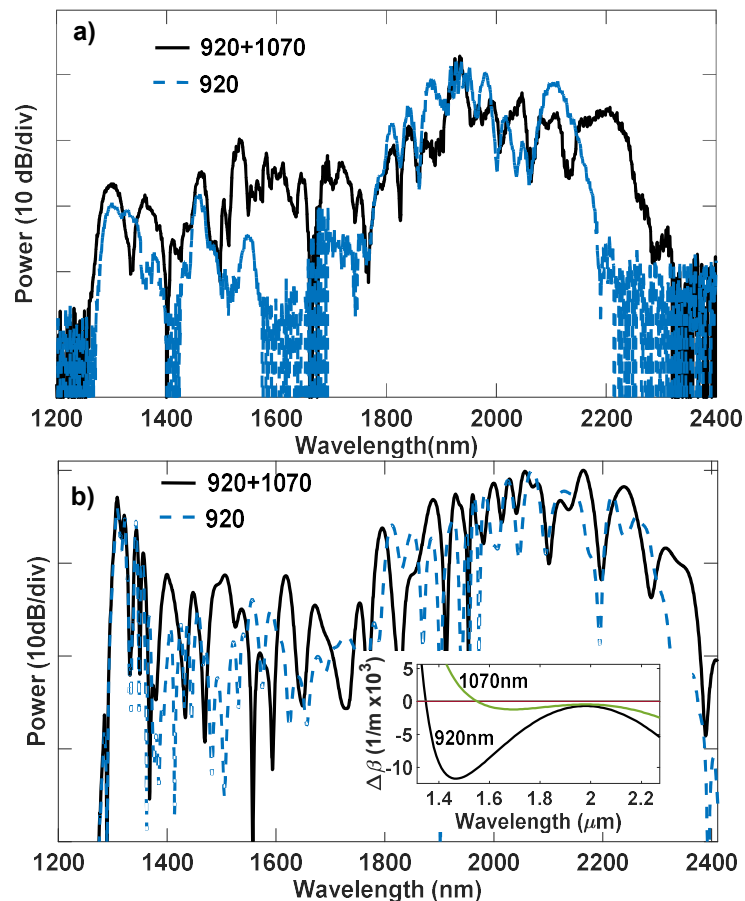 a)
920+1070
920
Power (10 dB/div)
1200 1400 1600 1800 2000 2200 2400
Wavelength(nm)
b)
920+1070
920
Power (10dB/div)
Δβ (1/m x10³)
5
0
-5
-10
1070nm
920nm
1.4 1.6 1.8 2 2.2
Wavelength (μm)
1200 1400 1600 1800 2000 2200 2400
Wavelength (nm)